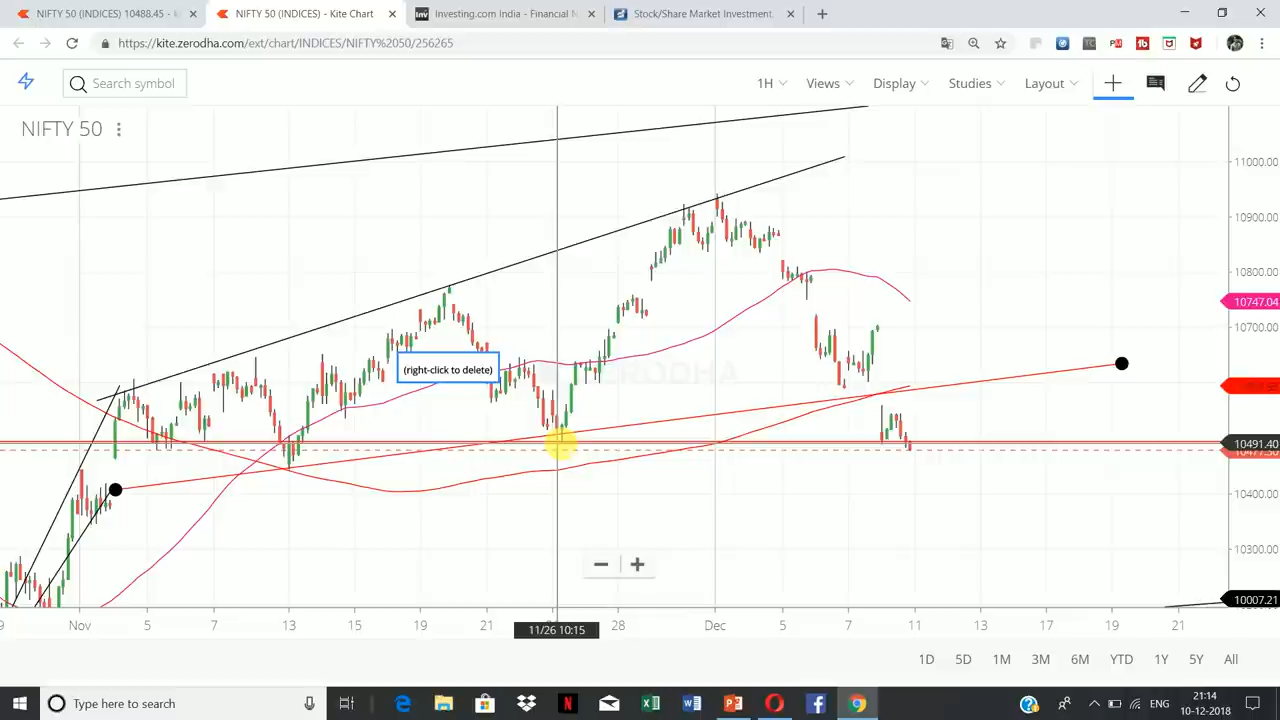 NIFTY 50 (INDICES) 10488.45 - ki
NIFTY 50 (INDICES) - Kite Chart
Investing.com India - Financial N
Stock/Share Market Investment
https://kite.zerodha.com/ext/chart/INDICES/NIFTY%2050/256265
Search symbol
1H
Views
Display
Studies
Layout
NIFTY 50
11000.00
10900.00
10800.00
10747.04
10700.00
(right-click to delete)
ZERODHA
10491.40
10477.30
10400.00
10300.00
10007.21
9 Nov 5 7 13 15 19 21 28 Dec 5 7 11 13 17 19 21
11/26 10:15
1D 5D 1M 3M 6M YTD 1Y 5Y All
Type here to search
ENG
21:14
10-12-2018